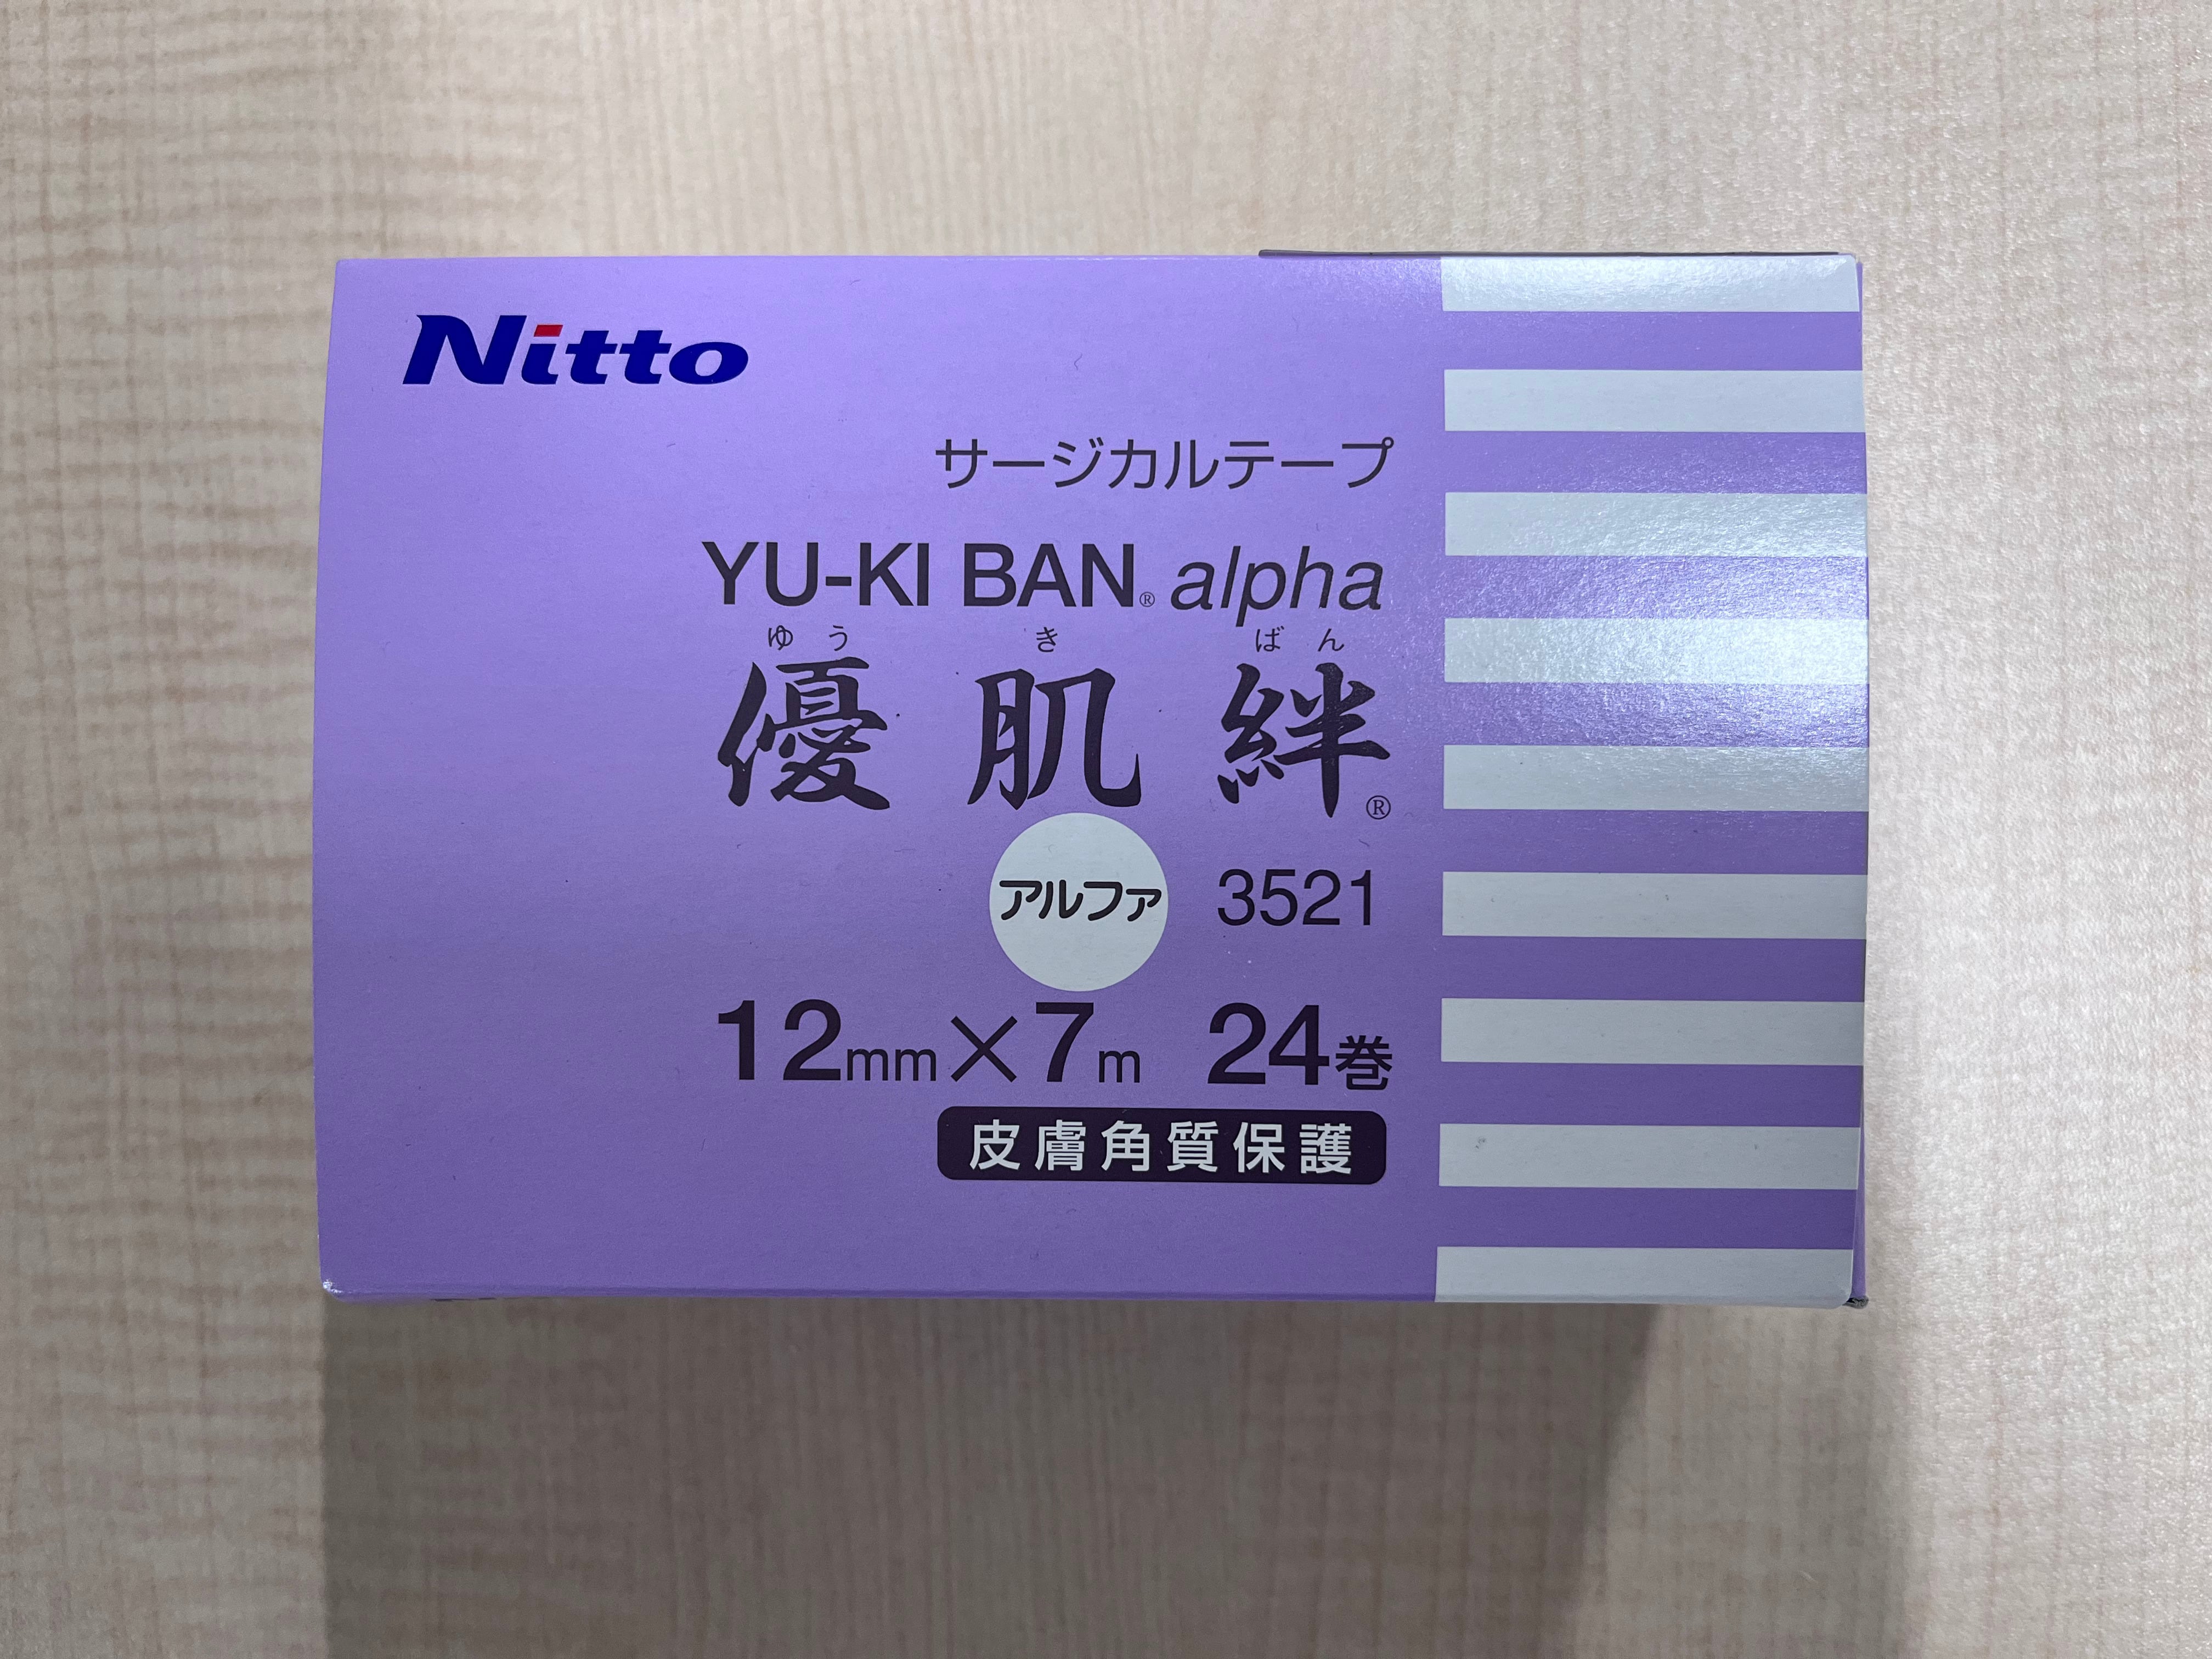 Nitto
サージカルテープ
YU-KI BAN® alpha
ゆう き ばん
優肌絆®
アルファ 3521
12mm×7m 24巻
皮膚角質保護